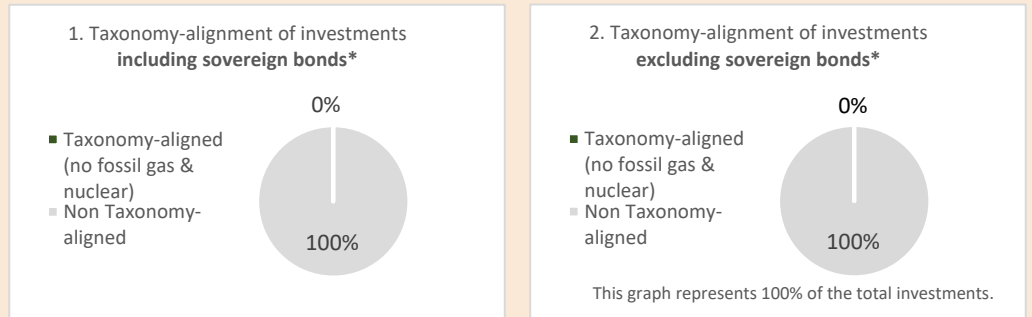 1. Taxonomy-alignment of investments
including sovereign bonds*
0%
Taxonomy-aligned
(no fossil gas &
nuclear)
Non Taxonomy-
aligned
100%
2. Taxonomy-alignment of investments
excluding sovereign bonds*
0%
Taxonomy-aligned
(no fossil gas &
nuclear)
Non Taxonomy-
aligned
100%
This graph represents 100% of the total investments.